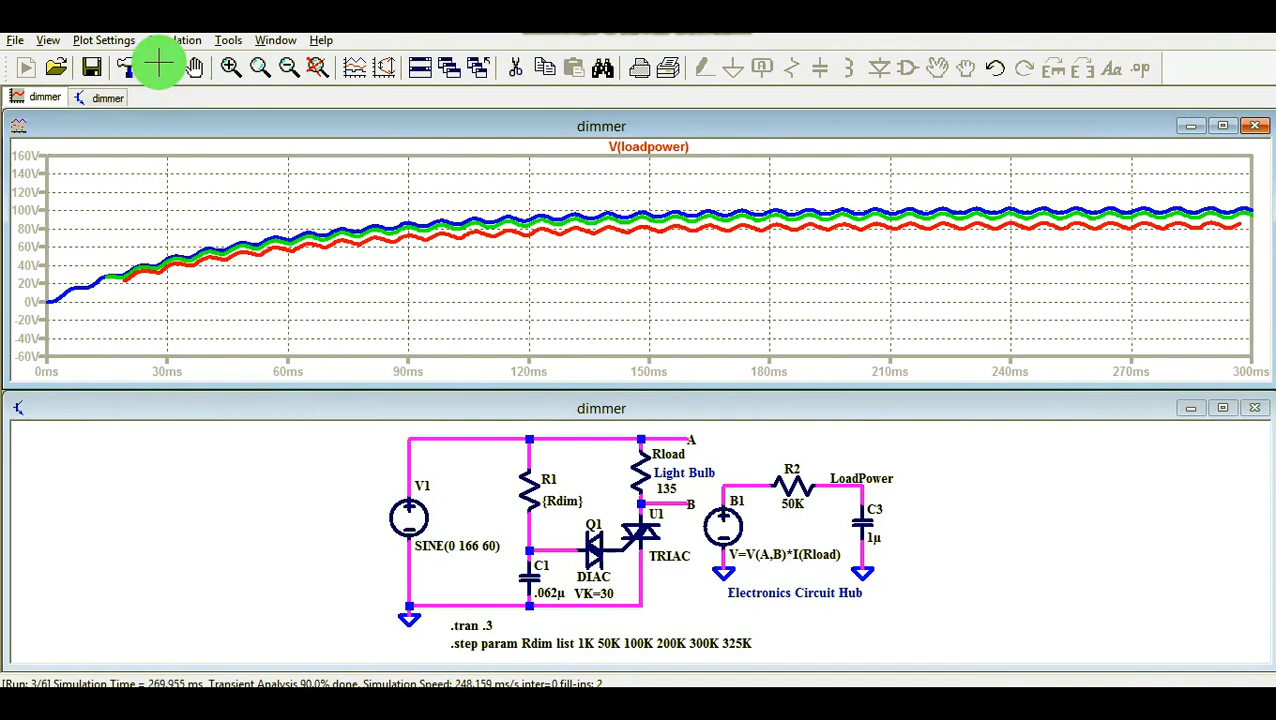 File View Plot Settings Simulation Tools Window Help
Aa .op
dimmer dimmer
dimmer
V(loadpower)
160V
140V
120V
100V
80V
60V
40V
20V
0V
-20V
-40V
-60V
0ms 30ms 60ms 90ms 120ms 150ms 180ms 210ms 240ms 270ms 300ms
dimmer
A
Rload
Light Bulb
135
B
V1
SINE(0 166 60)
R1
{Rdim}
Q1
DIAC
VK=30
U1
TRIAC
C1
.062µ
B1
V=V(A,B)*I(Rload)
R2
50K
LoadPower
C3
1µ
Electronics Circuit Hub
.tran .3
.step param Rdim list 1K 50K 100K 200K 300K 325K
[Run: 3/6] Simulation Time = 269.955 ms. Transient Analysis 90.0% done. Simulation Speed: 248.159 ms/s inter=0 fill-ins: 2